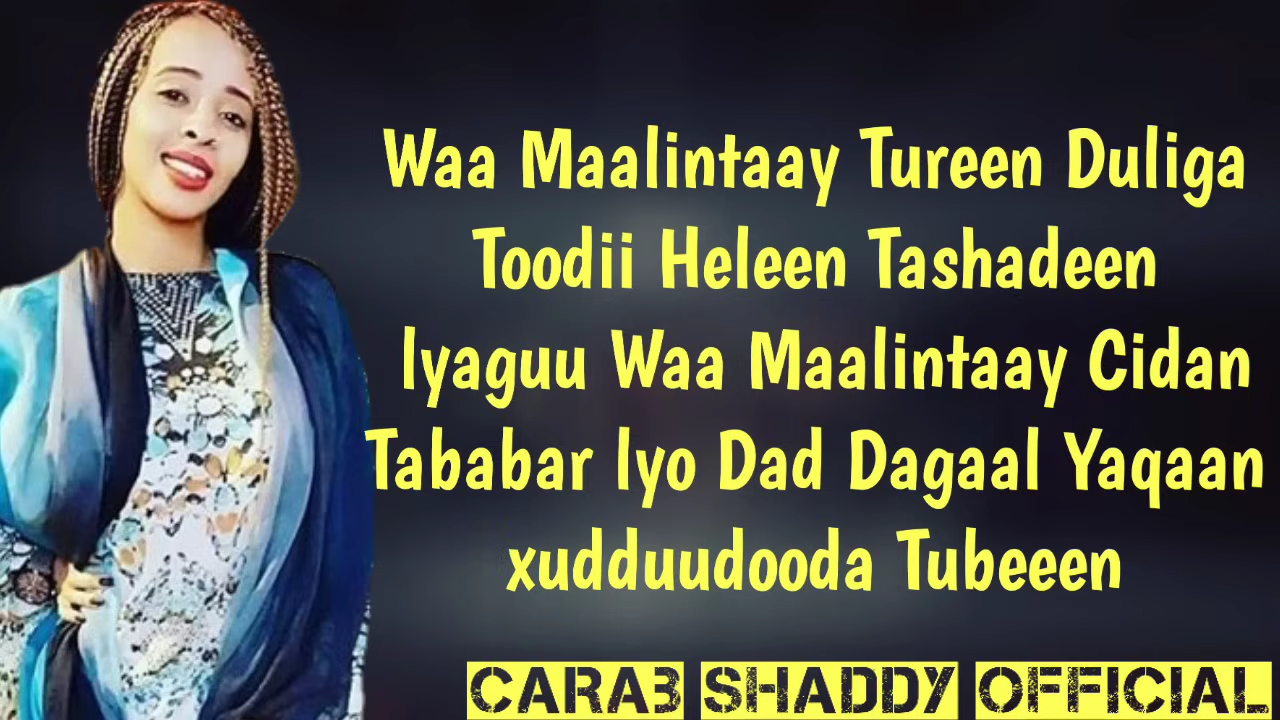 Waa Maalintaay Tureen Duliga
Toodii Heleen Tashadeen
Iyaguu Waa Maalintaay Cidan
Tababar Iyo Dad Dagaal Yaqaan
xudduudooda Tubeeen
CARAB SHADDY OFFICIAL